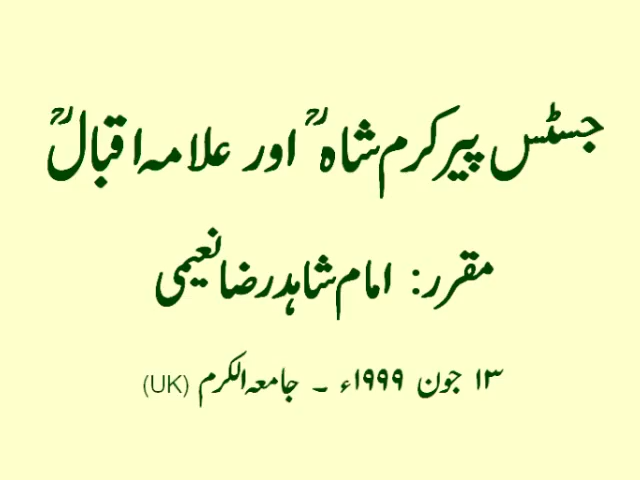 جسٹس پیر کرم شاہؒ اور علامہ اقبالؒ
مقرر: امام شاہد رضا نعیمی
۱۳ جون ۱۹۹۹ء ۔ جامعہ الکرم (UK)